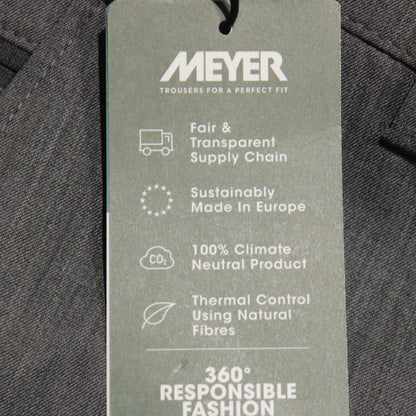 MEYER
TROUSERS FOR A PERFECT FIT
Fair &
Transparent
Supply Chain
Sustainably
Made In Europe
CO₂
100% Climate
Neutral Product
Thermal Control
Using Natural
Fibres
360°
RESPONSIBLE
FASHION